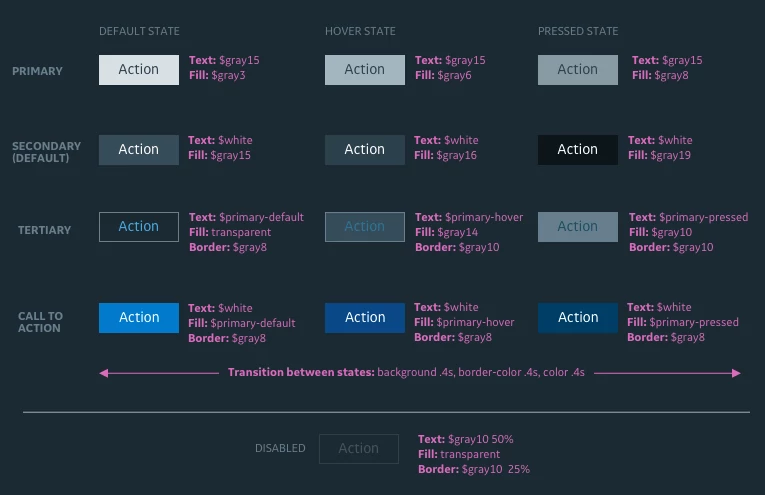 DEFAULT STATE
HOVER STATE
PRESSED STATE
PRIMARY
Action
Text: $gray15
Fill: $gray3
Action
Text: $gray15
Fill: $gray6
Action
Text: $gray15
Fill: $gray8
SECONDARY
(DEFAULT)
Action
Text: $white
Fill: $gray15
Action
Text: $white
Fill: $gray16
Action
Text: $white
Fill: $gray19
TERTIARY
Action
Text: $primary-default
Fill: transparent
Border: $gray8
Action
Text: $primary-hover
Fill: $gray14
Border: $gray10
Action
Text: $primary-pressed
Fill: $gray10
Border: $gray10
CALL TO
ACTION
Action
Text: $white
Fill: $primary-default
Border: $gray8
Action
Text: $white
Fill: $primary-hover
Border: $gray8
Action
Text: $white
Fill: $primary-pressed
Border: $gray8
Transition between states: background .4s, border-color .4s, color .4s
DISABLED
Action
Text: $gray10 50%
Fill: transparent
Border: $gray10 25%